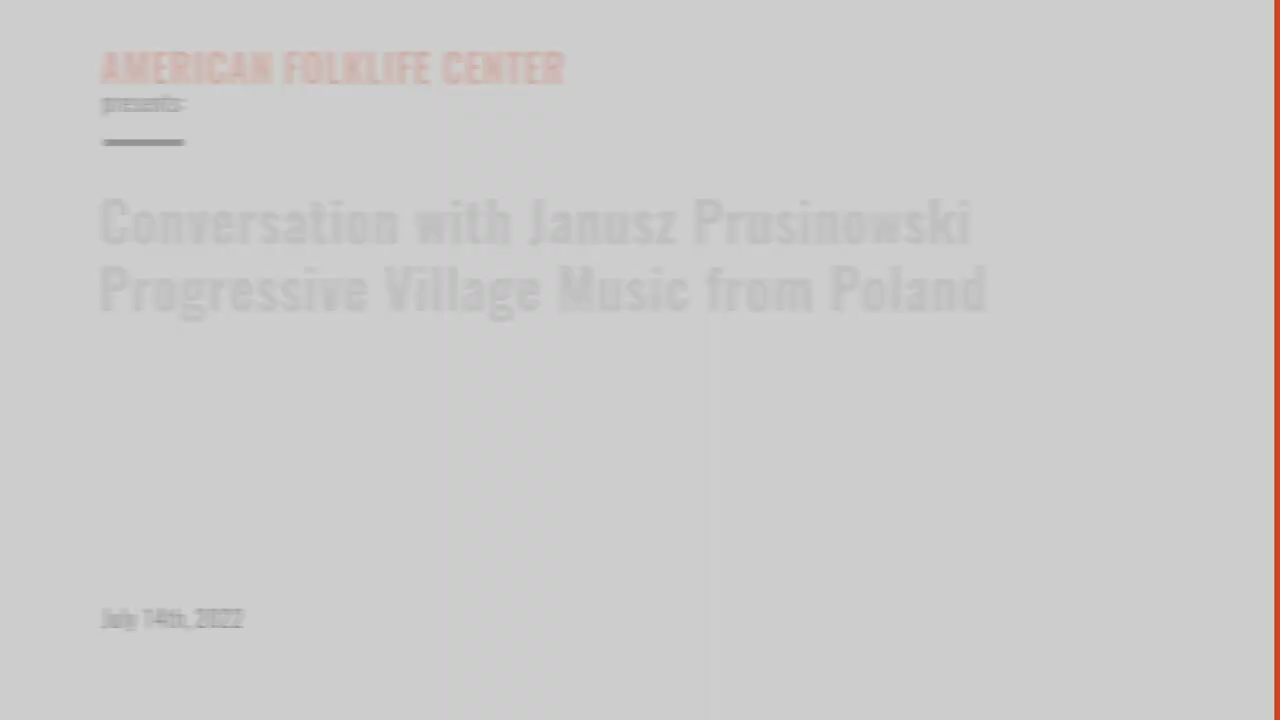 AMERICAN FOLKLIFE CENTER
presents
Conversation with Janusz Prusinowski
Progressive Village Music from Poland
July 14th, 2022